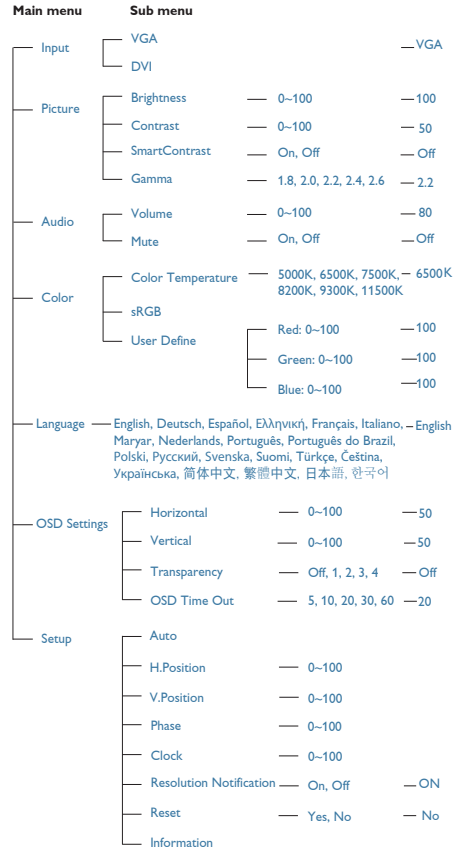 Main menu Sub menu
Input VGA VGA
DVI
Picture Brightness 0~100 100
Contrast 0~100 50
SmartContrast On, Off Off
Gamma 1.8, 2.0, 2.2, 2.4, 2.6 2.2
Audio Volume 0~100 80
Mute On, Off Off
Color Color Temperature 5000K, 6500K, 7500K, 6500K
8200K, 9300K, 11500K
sRGB
User Define Red: 0~100 100
Green: 0~100 100
Blue: 0~100 100
Language English, Deutsch, Español, Ελληνική, Français, Italiano, English
Maryar, Nederlands, Português, Português do Brazil,
Polski, Русский, Svenska, Suomi, Türkçe, Čeština,
Українська, 简体中文, 繁體中文, 日本語, 한국어
OSD Settings Horizontal 0~100 50
Vertical 0~100 50
Transparency Off, 1, 2, 3, 4 Off
OSD Time Out 5, 10, 20, 30, 60 20
Setup Auto
H.Position 0~100
V.Position 0~100
Phase 0~100
Clock 0~100
Resolution Notification On, Off ON
Reset Yes, No No
Information